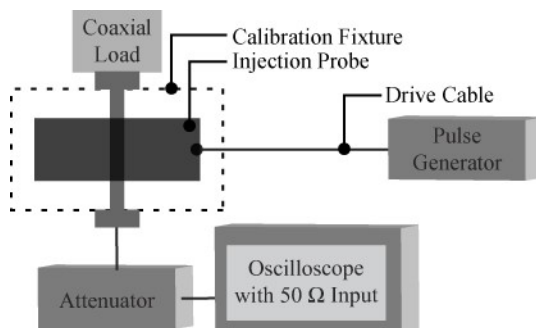 Coaxial
Load
Calibration Fixture
Injection Probe
Drive Cable
Pulse
Generator
Attenuator
Oscilloscope
with 50 Ω Input